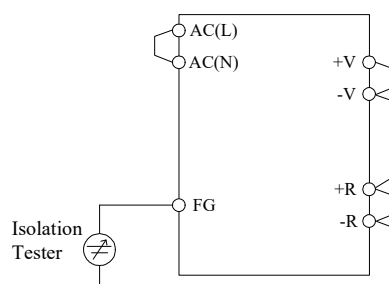 AC(L)
AC(N)
+V
-V
+R
-R
FG
Isolation
Tester